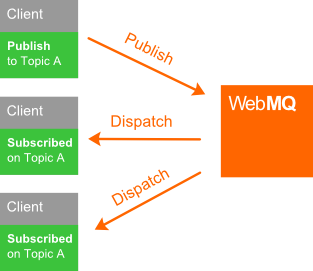 Client
Publish
to Topic A
Publish
WebMQ
Client
Subscribed
on Topic A
Dispatch
Client
Subscribed
on Topic A
Dispatch